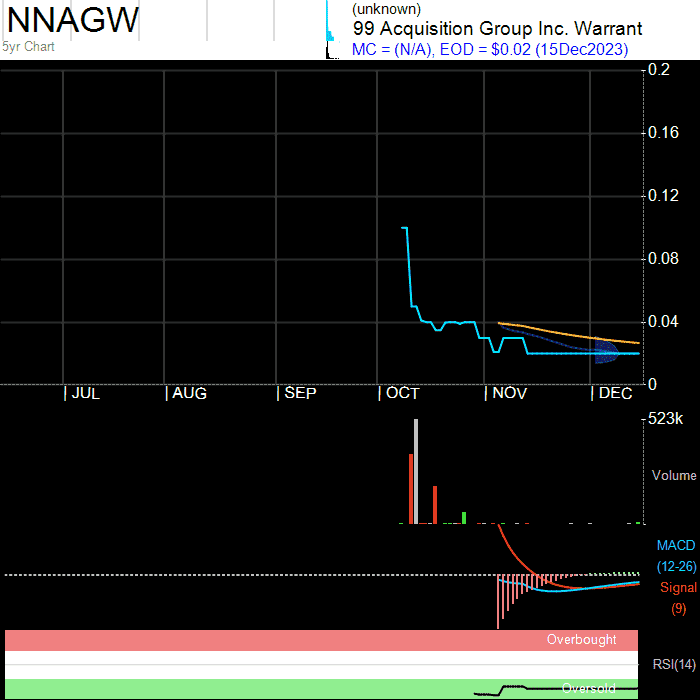 NNAGW
5yr Chart
(unknown)
99 Acquisition Group Inc. Warrant
MC = (N/A), EOD = $0.02 (15Dec2023)
0.2
0.16
0.12
0.08
0.04
0
JUL
AUG
SEP
OCT
NOV
DEC
523k
Volume
MACD
(12-26)
Signal
(9)
Overbought
RSI(14)
Oversold